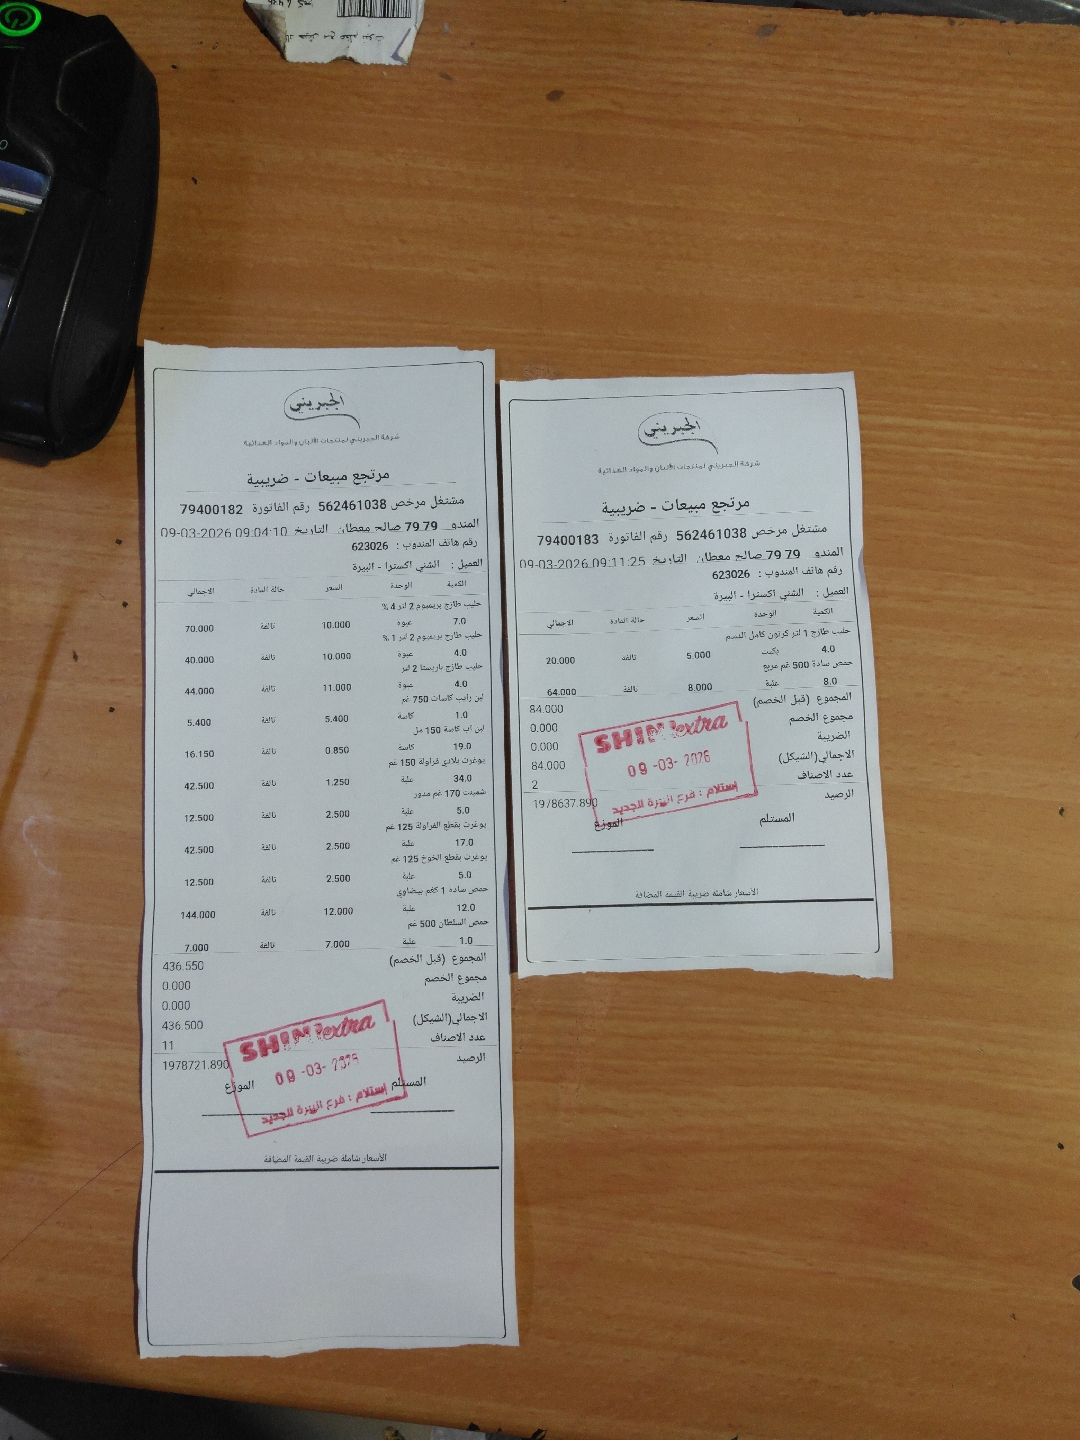 الجبريني
شركة الجبريني لمنتجات الألبان والمواد الغذائية
مرتجع مبيعات - ضريبية
مشتغل مرخص 562461038 رقم الفاتورة 79400182
المندو 79 79 صالح معطان التاريخ 09-03-2026 09:04:10
رقم هاتف المندوب : 623026
العميل : الشني اكسترا - البيرة
الكمية الوحدة السعر حالة المادة الاجمالي
حليب طازج بريميوم 2 لتر 4 %
7.0 عبوة 10.000 تالفة 70.000
حليب طازج بريميوم 2 لتر 1 %
4.0 عبوة 10.000 تالفة 40.000
حليب طازج باريستا 2 لتر
4.0 عبوة 11.000 تالفة 44.000
لبن رايب كاسات 750 غم
1.0 كاسة 5.400 تالفة 5.400
لبن اب كاسة 150 مل
19.0 كاسة 0.850 تالفة 16.150
يوغرت بلادي فراولة 150 غم
34.0 علبة 1.250 تالفة 42.500
شمينت 170 غم مدور
5.0 علبة 2.500 تالفة 12.500
يوغرت بقطع الفراولة 125 غم
17.0 علبة 2.500 تالفة 42.500
يوغرت بقطع الخوخ 125 غم
5.0 علبة 2.500 تالفة 12.500
حمص ساده 1 كغم بيضاوي
12.0 علبة 12.000 تالفة 144.000
حمص السلطان 500 غم
1.0 علبة 7.000 تالفة 7.000
المجموع (قبل الخصم) 436.550
مجموع الخصم 0.000
الضريبة 0.000
الاجمالي(الشيكل) 436.500
عدد الاصناف 11
الرصيد 1978721.890
المستلم الموزع
SHINI extra
09 -03- 2026
إستلام : فرع البيرة الجديد
الأسعار شاملة ضريبة القيمة المضافة
الجبريني
شركة الجبريني لمنتجات الألبان والمواد الغذائية
مرتجع مبيعات - ضريبية
مشتغل مرخص 562461038 رقم الفاتورة 79400183
المندو 79 79 صالح معطان التاريخ 09-03-2026 09:11:25
رقم هاتف المندوب : 623026
العميل : الشني اكسترا - البيرة
الكمية الوحدة السعر حالة المادة الاجمالي
حليب طازج 1 لتر كرتون كامل الدسم
4.0 بكيت 5.000 تالفة 20.000
حمص سادة 500 غم مربع
8.0 علبة 8.000 تالفة 64.000
المجموع (قبل الخصم) 84.000
مجموع الخصم 0.000
الضريبة 0.000
الاجمالي(الشيكل) 84.000
عدد الاصناف 2
الرصيد 1978637.890
المستلم الموزع
SHINI extra
09 -03- 2026
إستلام : فرع البيرة الجديد
الأسعار شاملة ضريبة القيمة المضافة